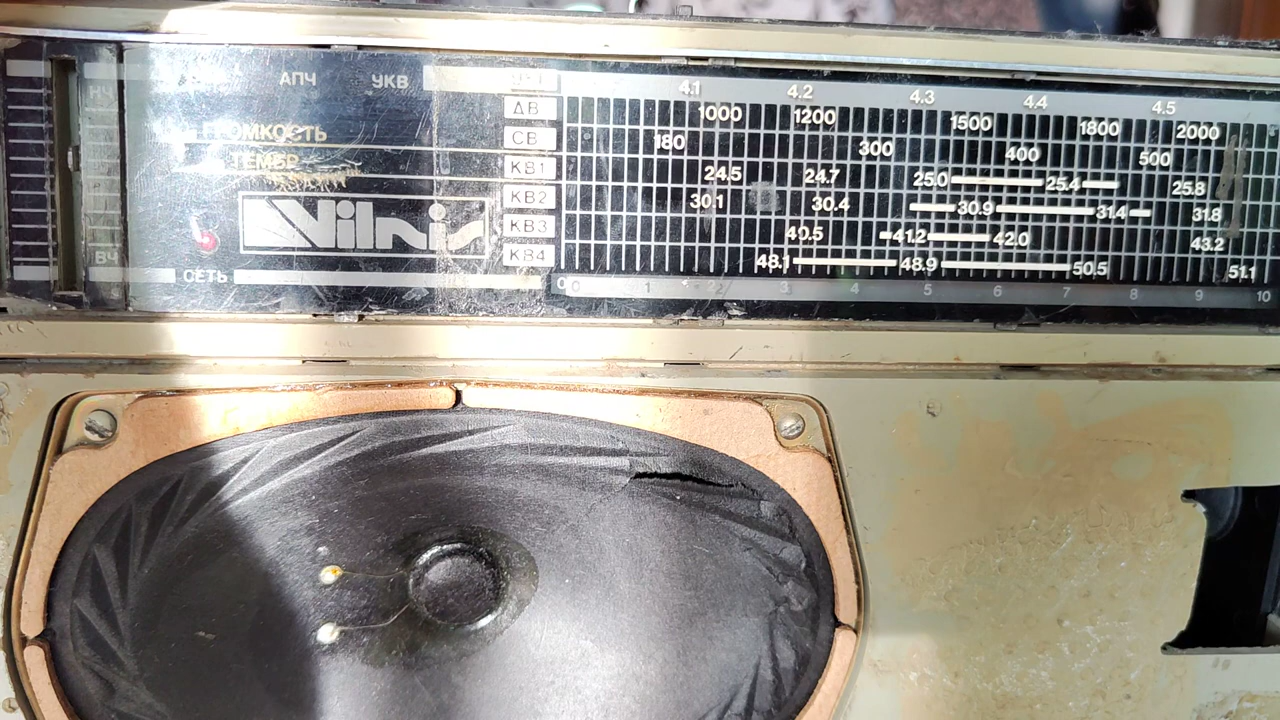 АПЧ УКВ 4.1 4.2 4.3 4.4 4.5
НЧ ДВ 1000 1200 1500 1800 2000
ГРОМКОСТЬ СВ 180 300 400 500
ТЕМБР КВ1 24.5 24.7 25.0 25.4 25.8
Vilnis КВ2 30.1 30.4 30.9 31.4 31.8
КВ3 40.5 41.2 42.0 43.2
ВЧ КВ4 48.1 48.9 50.5 51.1
СЕТЬ 0 1 2 3 4 5 6 7 8 9 10